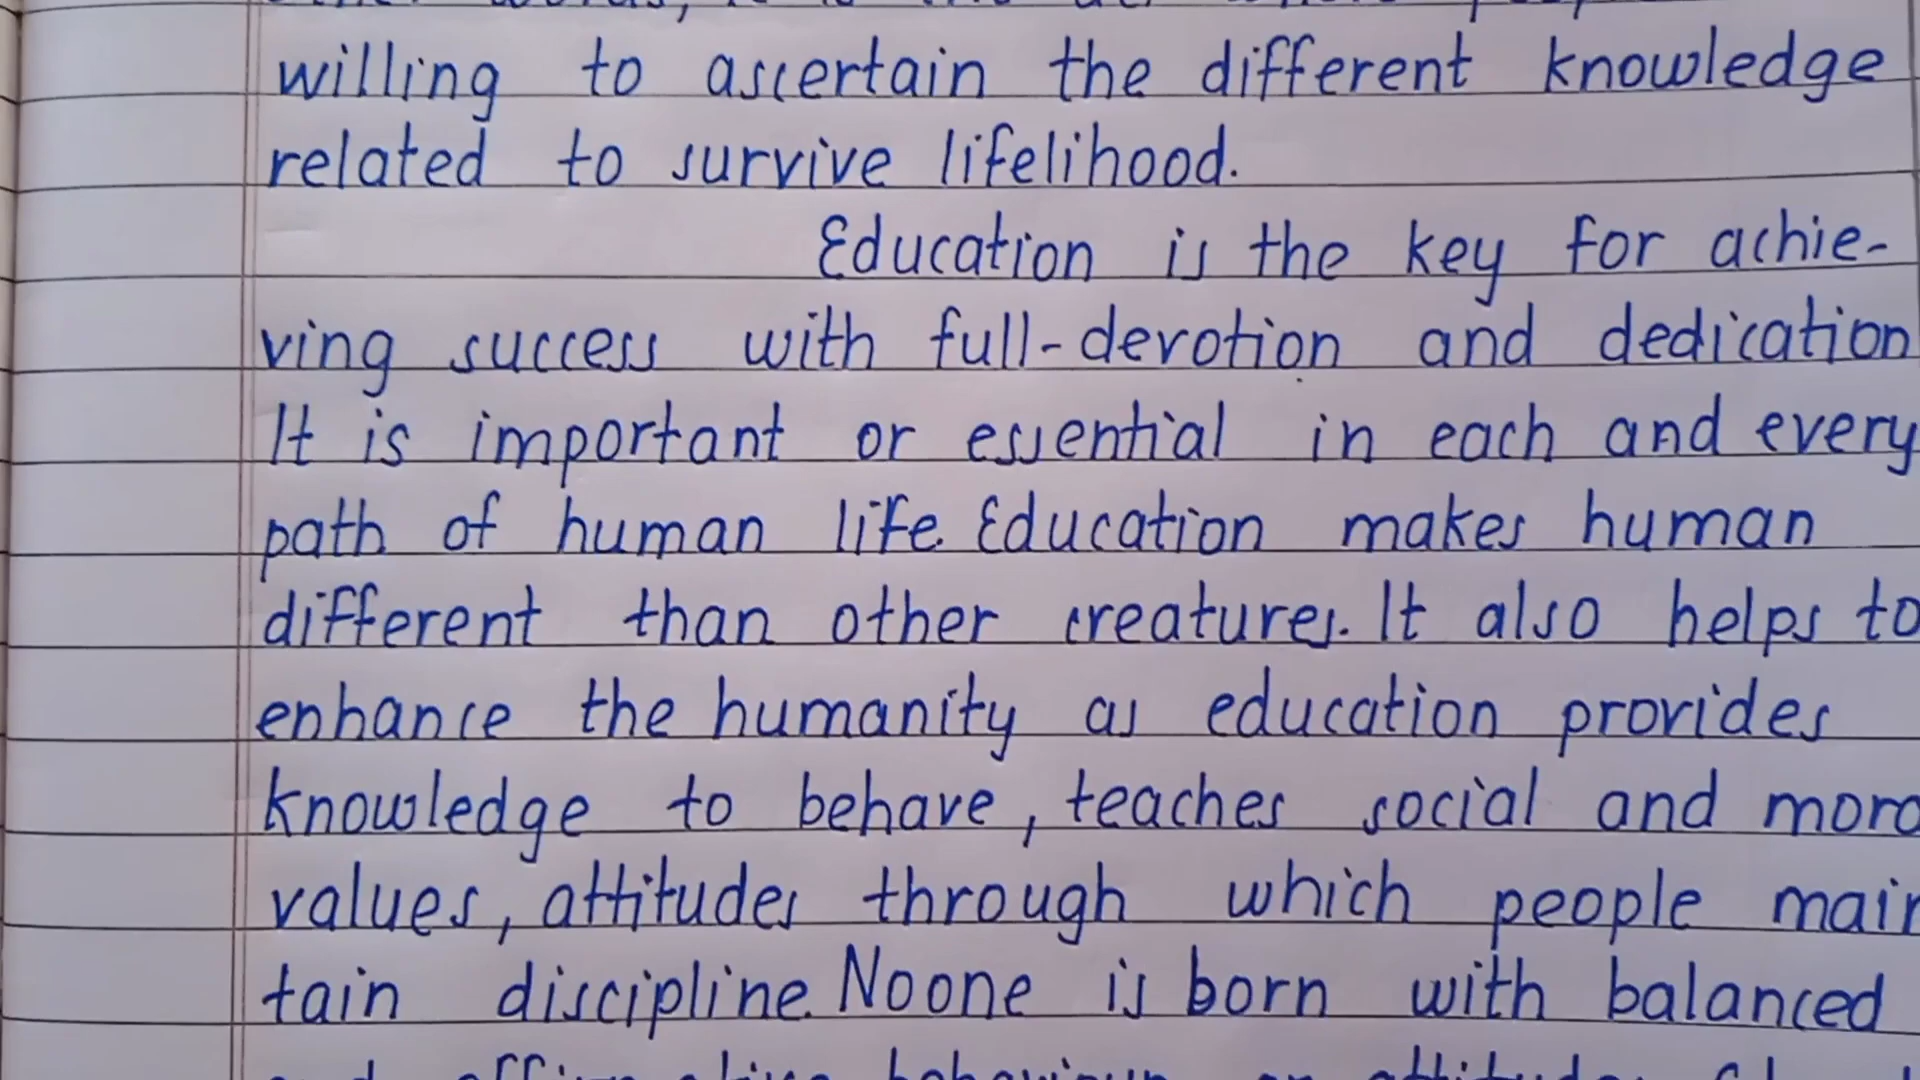 willing to ascertain the different knowledge
related to survive lifelihood.
Education is the key for achie-
ving success with full-devotion and dedication
It is important or essential in each and every
path of human life. Education makes human
different than other creatures. It also helps to
enhance the humanity as education provides
knowledge to behave, teaches social and
values, attitudes through which people
tain discipline. Noone is born with balanced